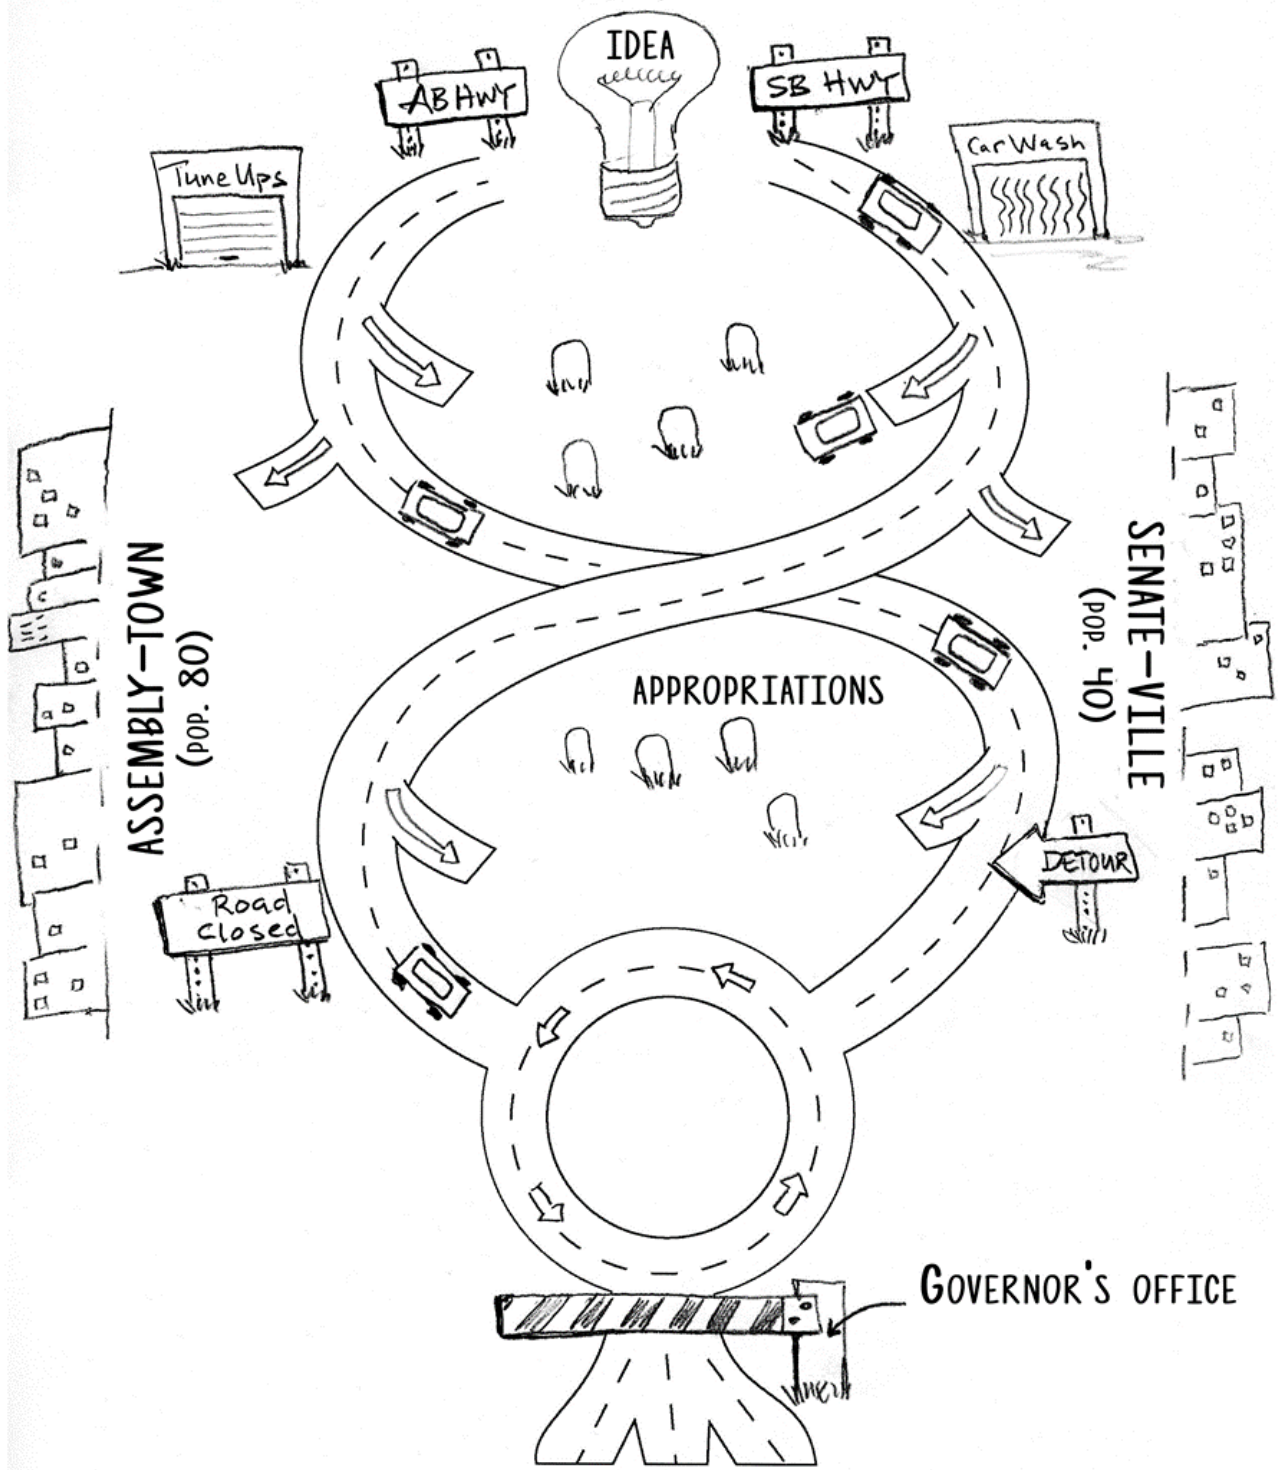 IDEA
AB HWY
SB HWY
Tune Ups
Car Wash
ASSEMBLY-TOWN
(POP. 80)
SENATE-VILLE
(POP. 40)
APPROPRIATIONS
Road
Closed
DETOUR
GOVERNOR'S OFFICE